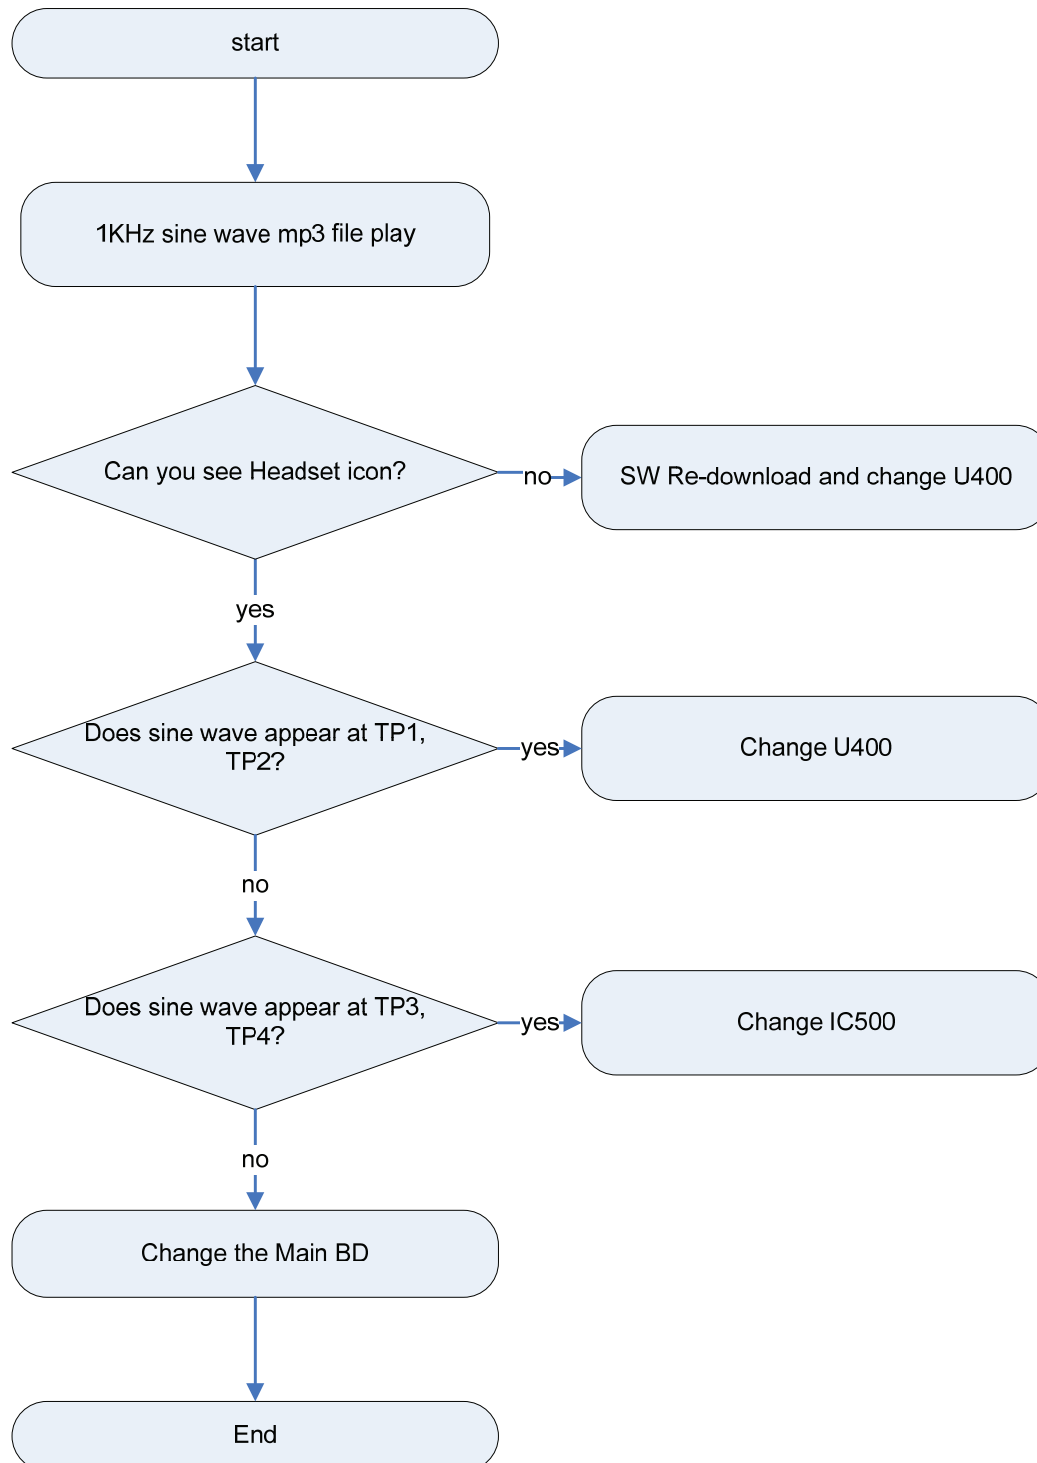 start
1KHz sine wave mp3 file play
Can you see Headset icon?
no
SW Re-download and change U400
yes
Does sine wave appear at TP1,
TP2?
yes
Change U400
no
Does sine wave appear at TP3,
TP4?
yes
Change IC500
no
Change the Main BD
End